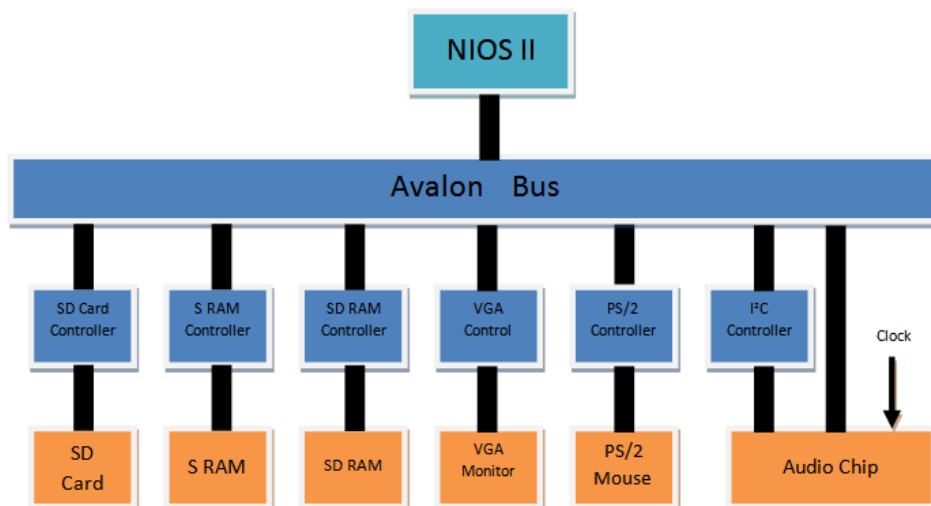 NIOS II
Avalon Bus
SD Card
Controller
S RAM
Controller
SD RAM
Controller
VGA
Control
PS/2
Controller
I²C
Controller
Clock
SD
Card
S RAM
SD RAM
VGA
Monitor
PS/2
Mouse
Audio Chip